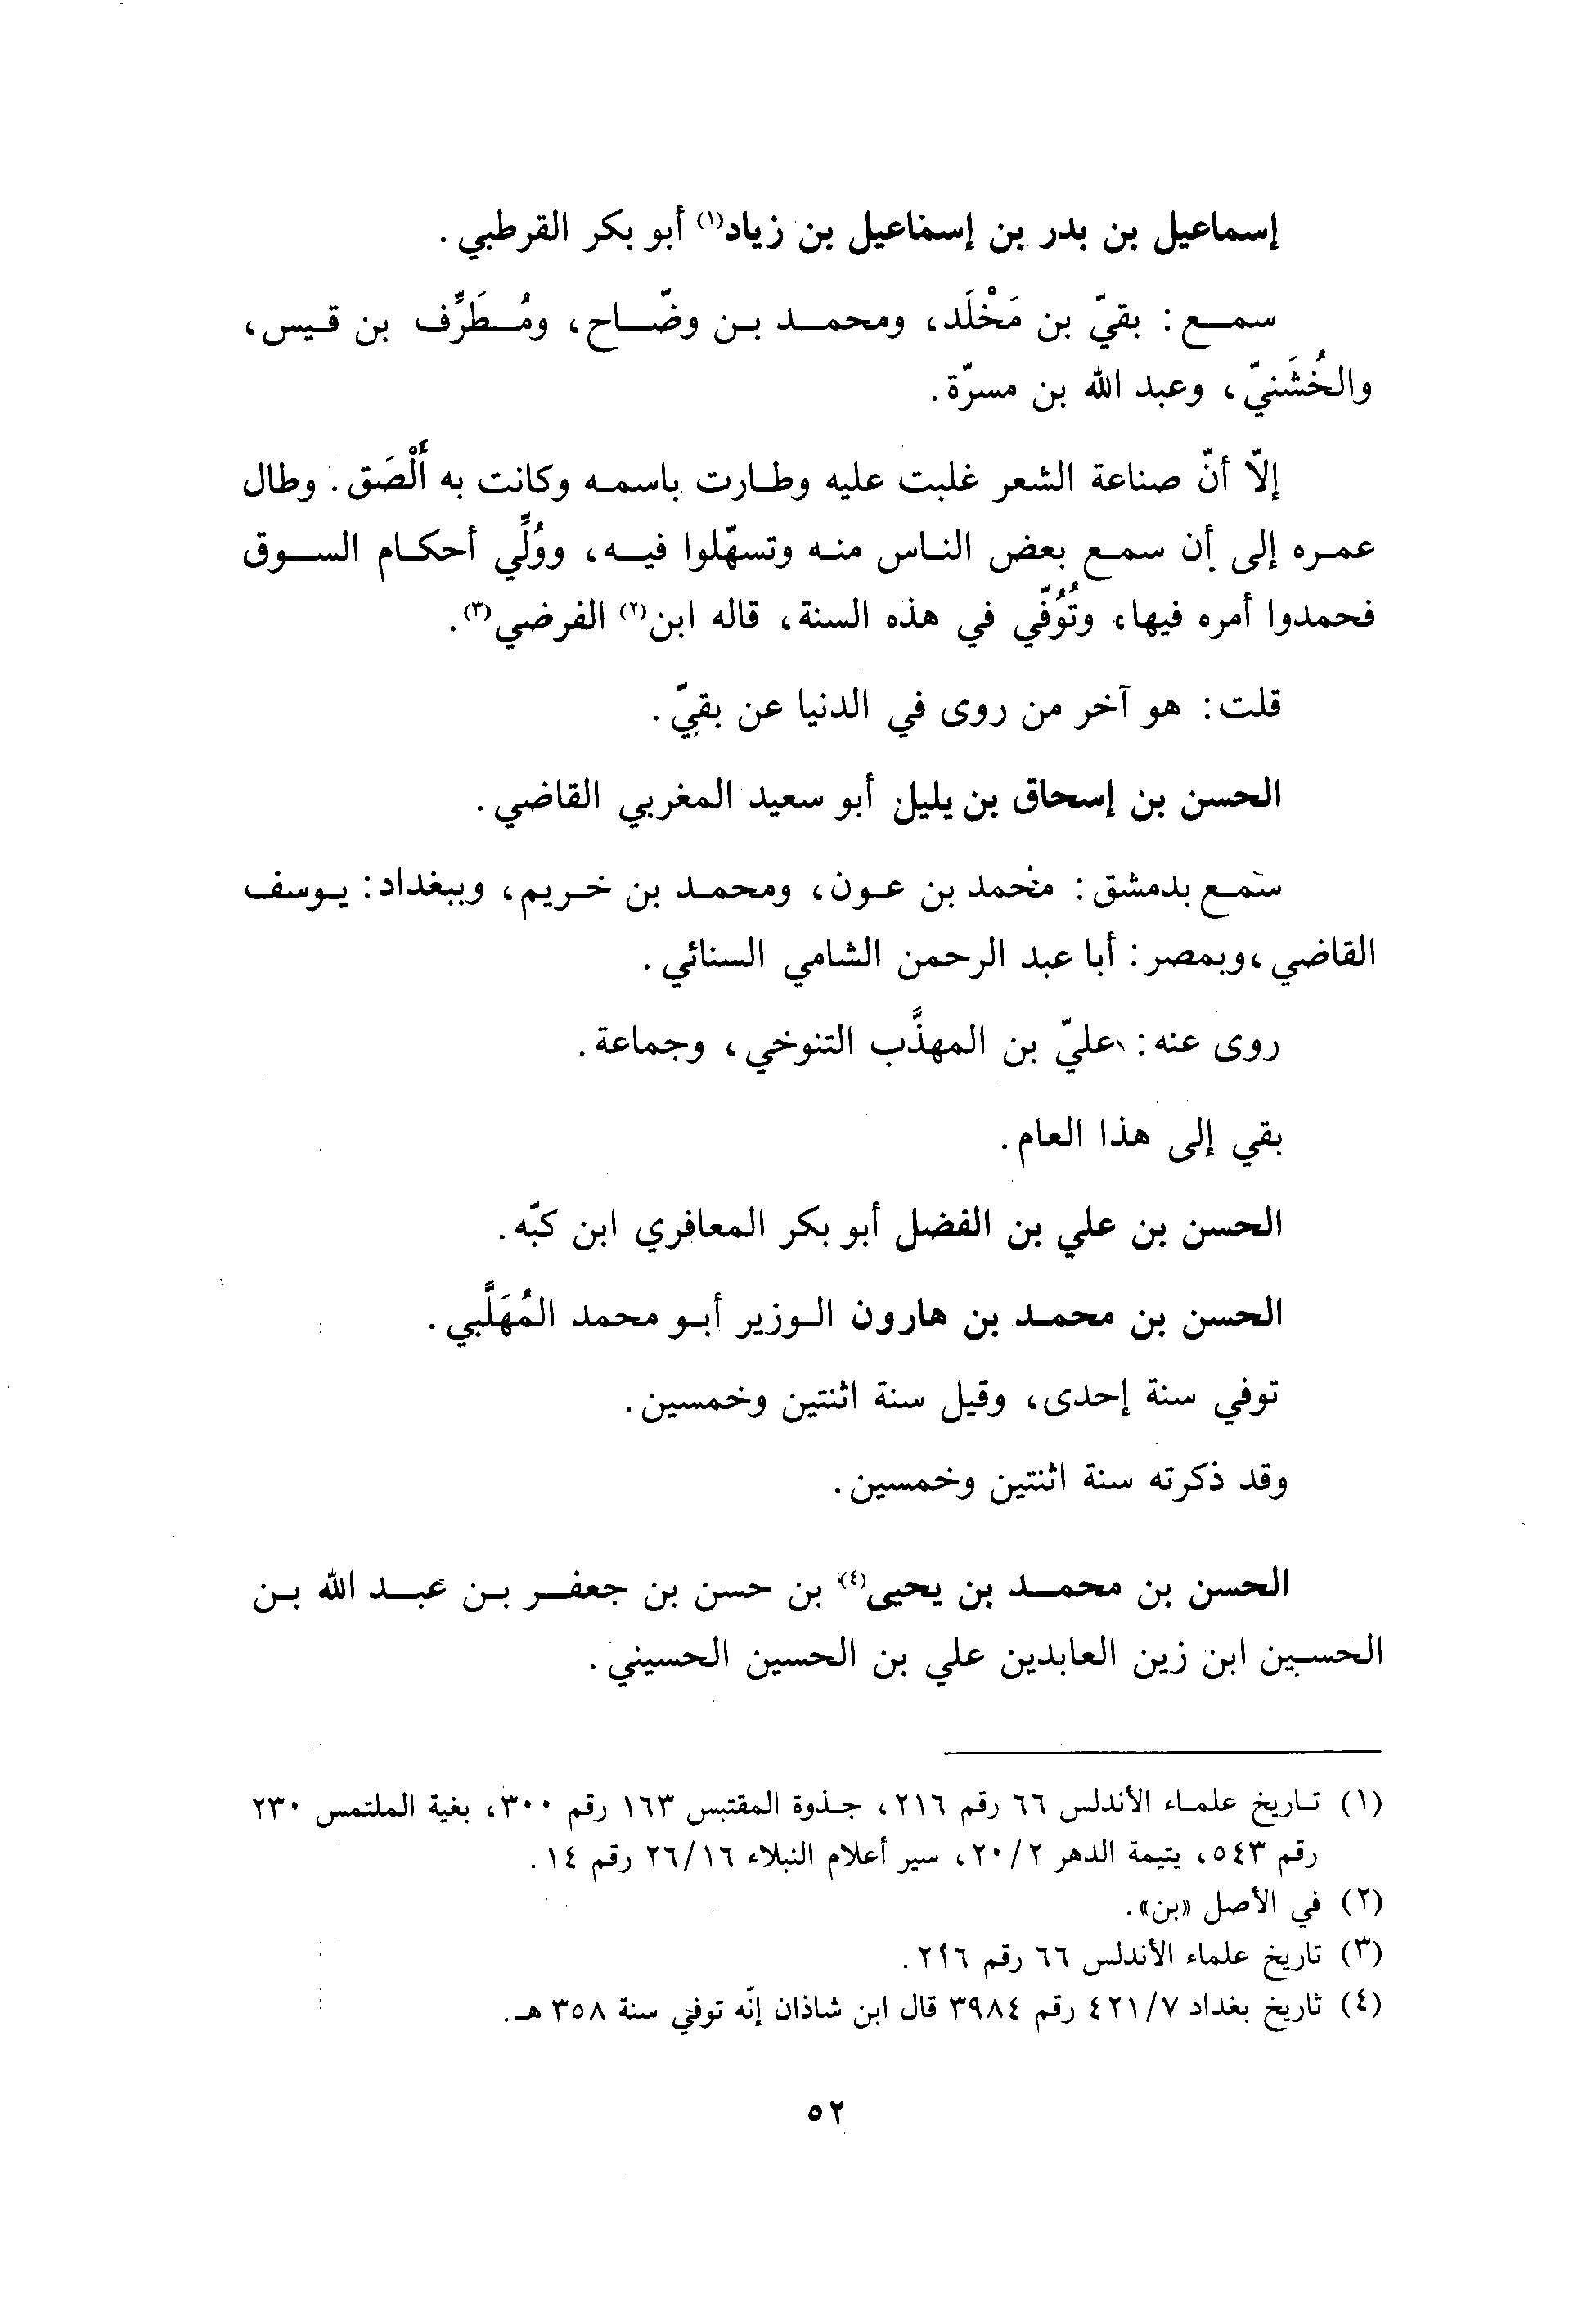 إسماعيل بن بدر بن إسماعيل بن زياد(١) أبو بكر القرطبي.
سمع: بقيّ بن مَخْلَد، ومحمد بن وضّاح، ومُطَرِّف بن قيس،
والخُشَنيّ، وعبد الله بن مسرّة.
إلّا أنّ صناعة الشعر غلبت عليه وطارت باسمه وكانت به أَلْصَق. وطال
عمره إلى أن سمع بعض الناس منه وتسهّلوا فيه، ووُلِّي أحكام السوق
فحمدوا أمره فيها، وتُوُفّي في هذه السنة، قاله ابن(٢) الفرضي(٣).
قلت: هو آخر من روى في الدنيا عن بقيّ.
الحسن بن إسحاق بن يليل أبو سعيد المغربي القاضي.
سمع بدمشق: محمد بن عون، ومحمد بن خريم، وببغداد: يوسف
القاضي، وبمصر: أبا عبد الرحمن الشامي السنائي.
روى عنه: عليّ بن المهذَّب التنوخي، وجماعة.
بقي إلى هذا العام.
الحسن بن علي بن الفضل أبو بكر المعافري ابن كبّه.
الحسن بن محمد بن هارون الوزير أبو محمد المُهَلَّبي.
توفي سنة إحدى، وقيل سنة اثنتين وخمسين.
وقد ذكرته سنة اثنتين وخمسين.
الحسن بن محمد بن يحيى(٤) بن حسن بن جعفر بن عبد الله بن
الحسين ابن زين العابدين علي بن الحسين الحسيني.
(١) تاريخ علماء الأندلس ٦٦ رقم ٢١٦، جذوة المقتبس ١٦٣ رقم ٣٠٠، بغية الملتمس ٢٣٠
رقم ٥٤٣، يتيمة الدهر ٢/٢٠، سير أعلام النبلاء ٢٦/١٦ رقم ١٤.
(٢) في الأصل «بن».
(٣) تاريخ علماء الأندلس ٦٦ رقم ٢١٦.
(٤) تاريخ بغداد ٤٢١/٧ رقم ٣٩٨٤ قال ابن شاذان إنّه توفي سنة ٣٥٨ هـ.
٥٢